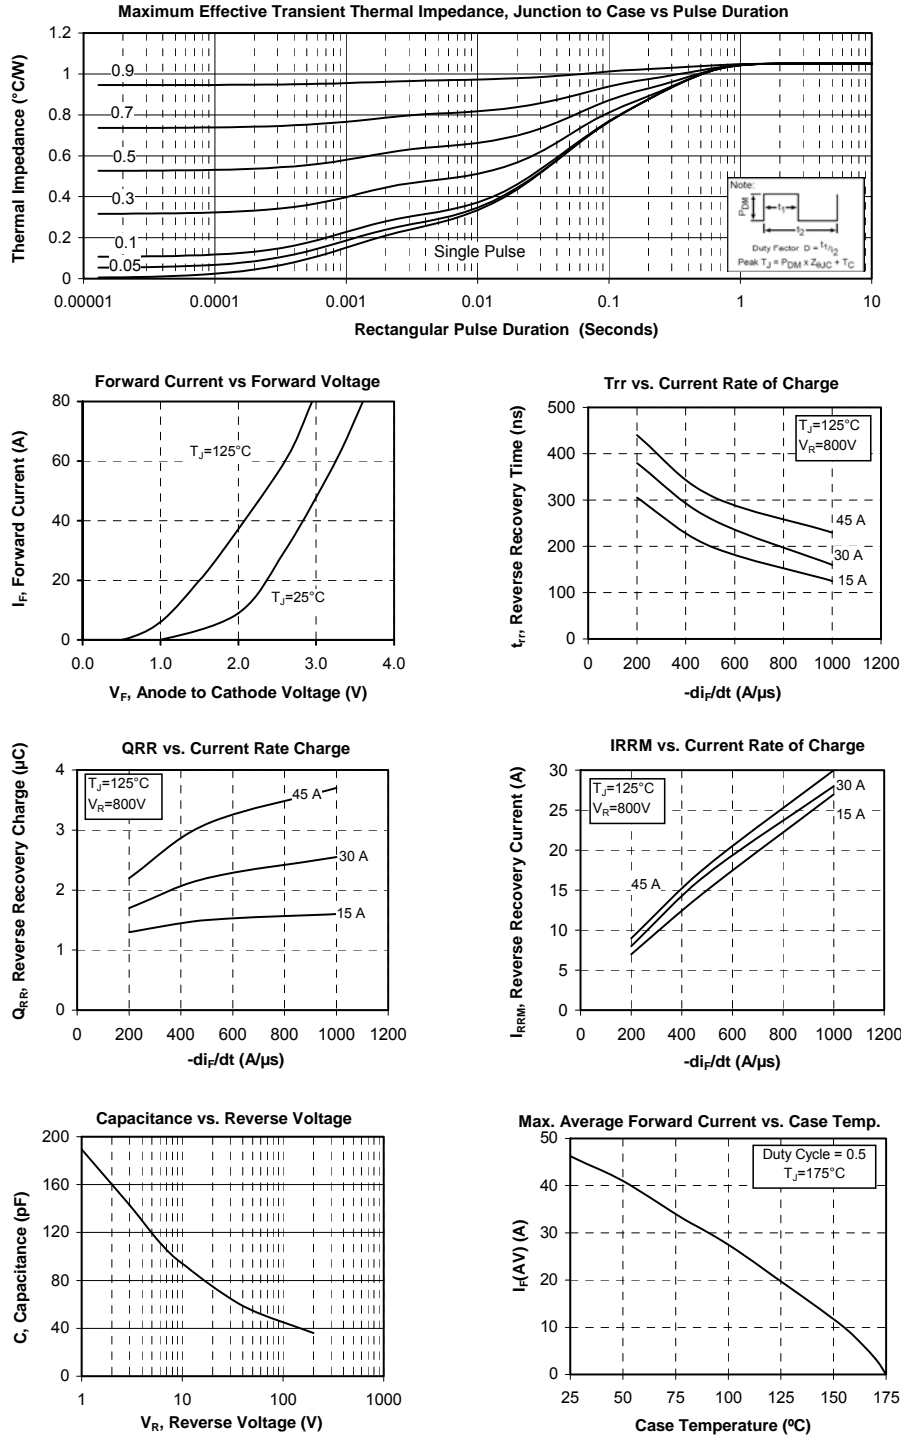 Maximum Effective Transient Thermal Impedance, Junction to Case vs Pulse Duration
Thermal Impedance (°C/W)
1.2
1
0.8
0.6
0.4
0.2
0
0.9
0.7
0.5
0.3
0.1
0.05
Single Pulse
Note:
PDM
t1
t2
Duty Factor D = t1/t2
Peak TJ = PDM x ZθJC + TC
0.00001 0.0001 0.001 0.01 0.1 1 10
Rectangular Pulse Duration (Seconds)
Forward Current vs Forward Voltage
IF, Forward Current (A)
80
60
40
20
0
TJ=125°C
TJ=25°C
0.0 1.0 2.0 3.0 4.0
VF, Anode to Cathode Voltage (V)
Trr vs. Current Rate of Charge
trr, Reverse Recovery Time (ns)
500
400
300
200
100
0
TJ=125°C
VR=800V
45 A
30 A
15 A
0 200 400 600 800 1000 1200
-diF/dt (A/µs)
QRR vs. Current Rate Charge
QRR, Reverse Recovery Charge (µC)
4
3
2
1
0
TJ=125°C
VR=800V
45 A
30 A
15 A
0 200 400 600 800 1000 1200
-diF/dt (A/µs)
IRRM vs. Current Rate of Charge
IRRM, Reverse Recovery Current (A)
30
25
20
15
10
5
0
TJ=125°C
VR=800V
30 A
15 A
45 A
0 200 400 600 800 1000 1200
-diF/dt (A/µs)
Capacitance vs. Reverse Voltage
C, Capacitance (pF)
200
160
120
80
40
0
1 10 100 1000
VR, Reverse Voltage (V)
Max. Average Forward Current vs. Case Temp.
IF(AV) (A)
50
40
30
20
10
0
Duty Cycle = 0.5
TJ=175°C
25 50 75 100 125 150 175
Case Temperature (ºC)